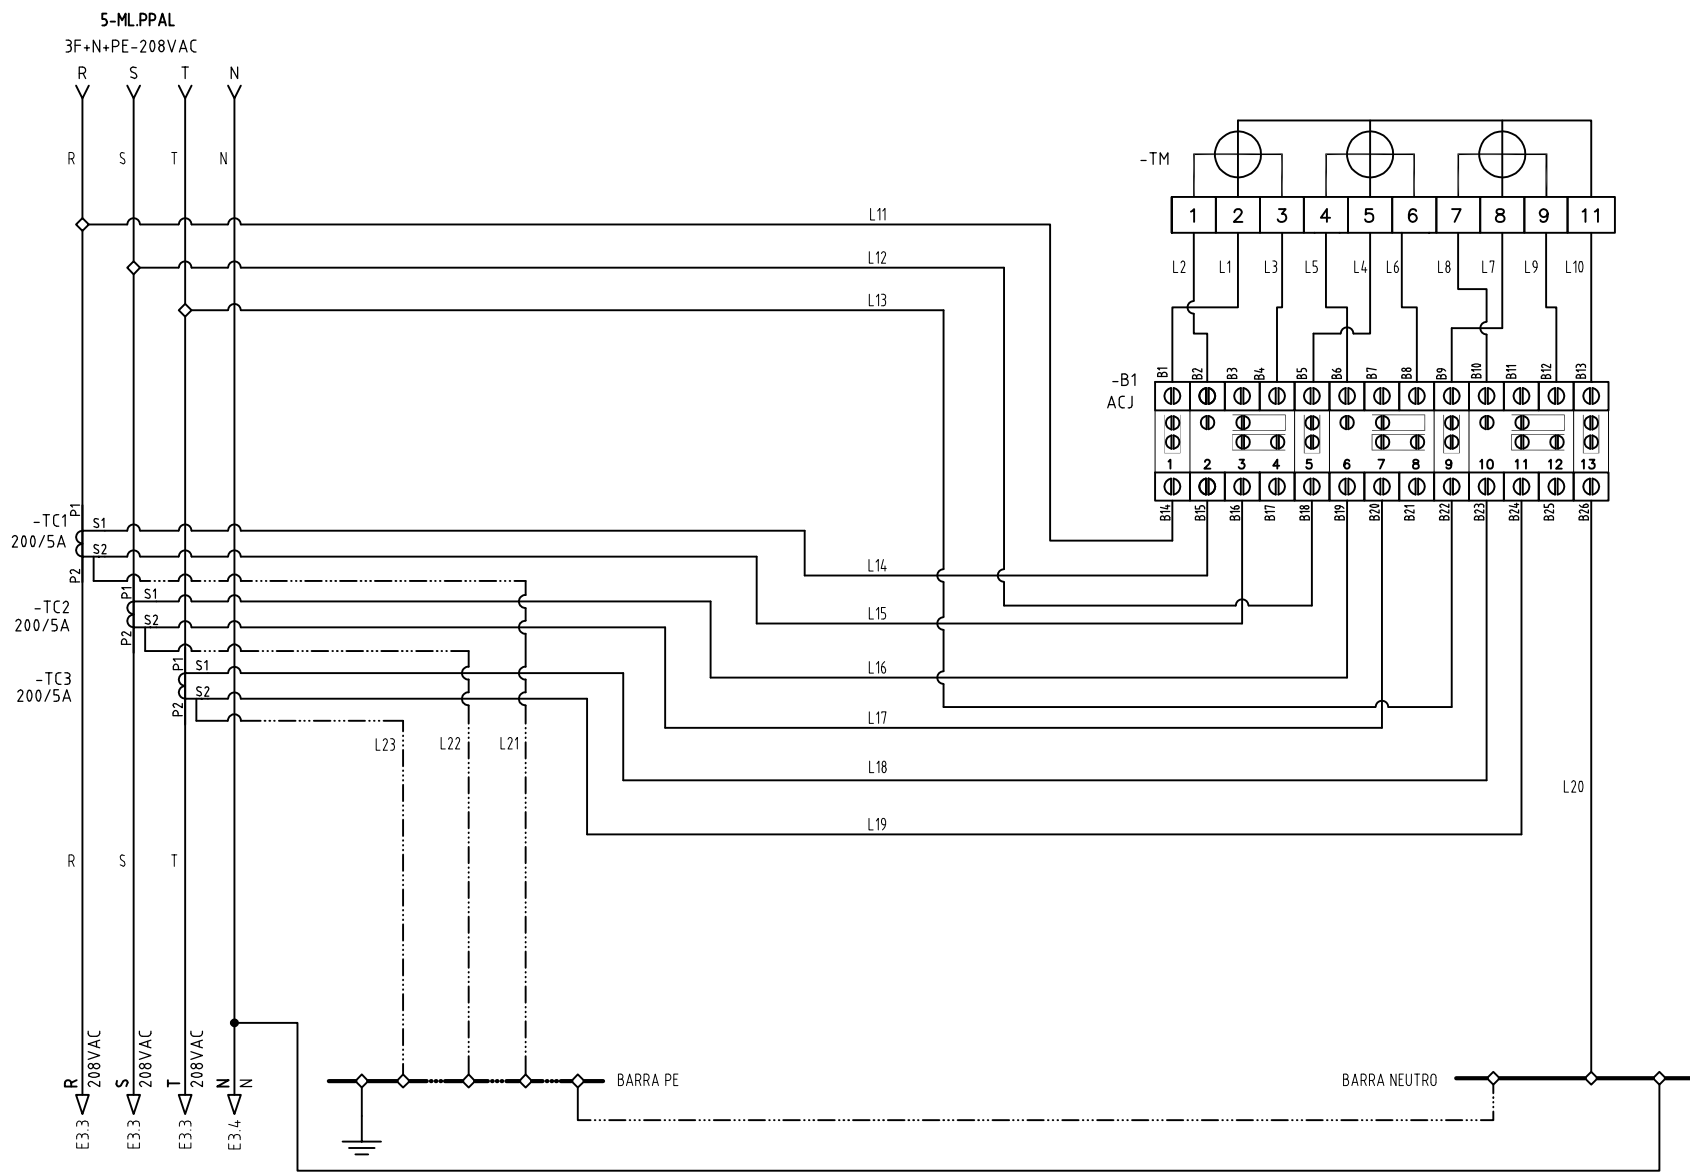 5-ML.PPAL
3F+N+PE-208VAC
R S T N
R S T N
-TM
1 2 3 4 5 6 7 8 9 11
L11
L12
L13
L2 L1 L3 L5 L4 L6 L8 L7 L9 L10
-B1
ACJ
B1 B2 B3 B4 B5 B6 B7 B8 B9 B10 B11 B12 B13
1 2 3 4 5 6 7 8 9 10 11 12 13
B14 B15 B16 B17 B18 B19 B20 B21 B22 B23 B24 B25 B26
P1
-TC1
200/5A
S1
S2
P2
L14
P1
-TC2
200/5A
S1
S2
P2
L15
P1
-TC3
200/5A
S1
S2
P2
L16
L17
L23 L22 L21
L18
L20
L19
R S T
R 208VAC
S 208VAC
T 208VAC
N N
BARRA PE
BARRA NEUTRO
E3.3
E3.3
E3.3
E3.4